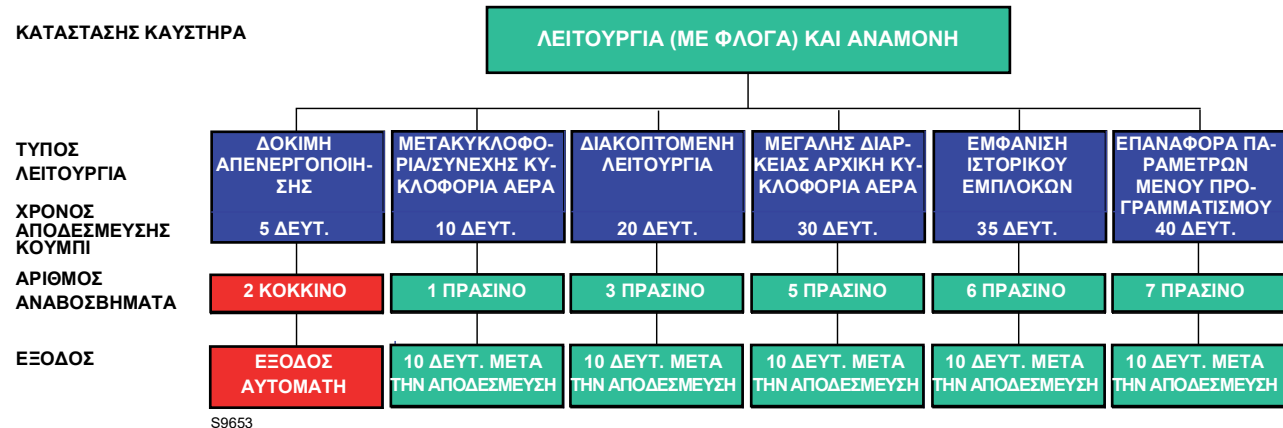 ΚΑΤΑΣΤΑΣΗΣ ΚΑΥΣΤΗΡΑ
ΛΕΙΤΟΥΡΓΙΑ (ΜΕ ΦΛΟΓΑ) ΚΑΙ ΑΝΑΜΟΝΗ
ΤΥΠΟΣ
ΛΕΙΤΟΥΡΓΙΑ
ΔΟΚΙΜΗ
ΑΠΕΝΕΡΓΟΠΟΙΗ-
ΣΗΣ
ΜΕΤΑΚΥΚΛΟΦΟ-
ΡΙΑ/ΣΥΝΕΧΗΣ ΚΥ-
ΚΛΟΦΟΡΙΑ ΑΕΡΑ
ΔΙΑΚΟΠΤΟΜΕΝΗ
ΛΕΙΤΟΥΡΓΙΑ
ΜΕΓΑΛΗΣ ΔΙΑΡ-
ΚΕΙΑΣ ΑΡΧΙΚΗ ΚΥ-
ΚΛΟΦΟΡΙΑ ΑΕΡΑ
ΕΜΦΑΝΙΣΗ
ΙΣΤΟΡΙΚΟΥ
ΕΜΠΛΟΚΩΝ
ΕΠΑΝΑΦΟΡΑ ΠΑ-
ΡΑΜΕΤΡΩΝ
ΜΕΝΟΥ ΠΡΟ-
ΓΡΑΜΜΑΤΙΣΜΟΥ
ΧΡΟΝΟΣ
ΑΠΟΔΕΣΜΕΥΣΗΣ
ΚΟΥΜΠΙ
5 ΔΕΥΤ.
10 ΔΕΥΤ.
20 ΔΕΥΤ.
30 ΔΕΥΤ.
35 ΔΕΥΤ.
40 ΔΕΥΤ.
ΑΡΙΘΜΟΣ
ΑΝΑΒΟΣΒΗΜΑΤΑ
2 ΚΟΚΚΙΝΟ
1 ΠΡΑΣΙΝΟ
3 ΠΡΑΣΙΝΟ
5 ΠΡΑΣΙΝΟ
6 ΠΡΑΣΙΝΟ
7 ΠΡΑΣΙΝΟ
ΕΞΟΔΟΣ
ΕΞΟΔΟΣ
ΑΥΤΟΜΑΤΗ
10 ΔΕΥΤ. ΜΕΤΑ
ΤΗΝ ΑΠΟΔΕΣΜΕΥΣΗ
10 ΔΕΥΤ. ΜΕΤΑ
ΤΗΝ ΑΠΟΔΕΣΜΕΥΣΗ
10 ΔΕΥΤ. ΜΕΤΑ
ΤΗΝ ΑΠΟΔΕΣΜΕΥΣΗ
10 ΔΕΥΤ. ΜΕΤΑ
ΤΗΝ ΑΠΟΔΕΣΜΕΥΣΗ
10 ΔΕΥΤ. ΜΕΤΑ
ΤΗΝ ΑΠΟΔΕΣΜΕΥΣΗ
S9653